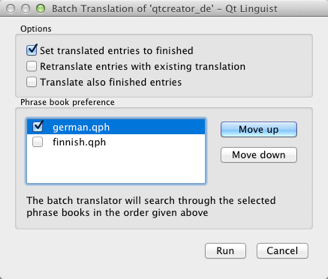 Batch Translation of 'qtcreator_de' - Qt Linguist
Options
Set translated entries to finished
Retranslate entries with existing translation
Translate also finished entries
Phrase book preference
german.qph
finnish.qph
Move up
Move down
The batch translator will search through the selected
phrase books in the order given above
Run
Cancel